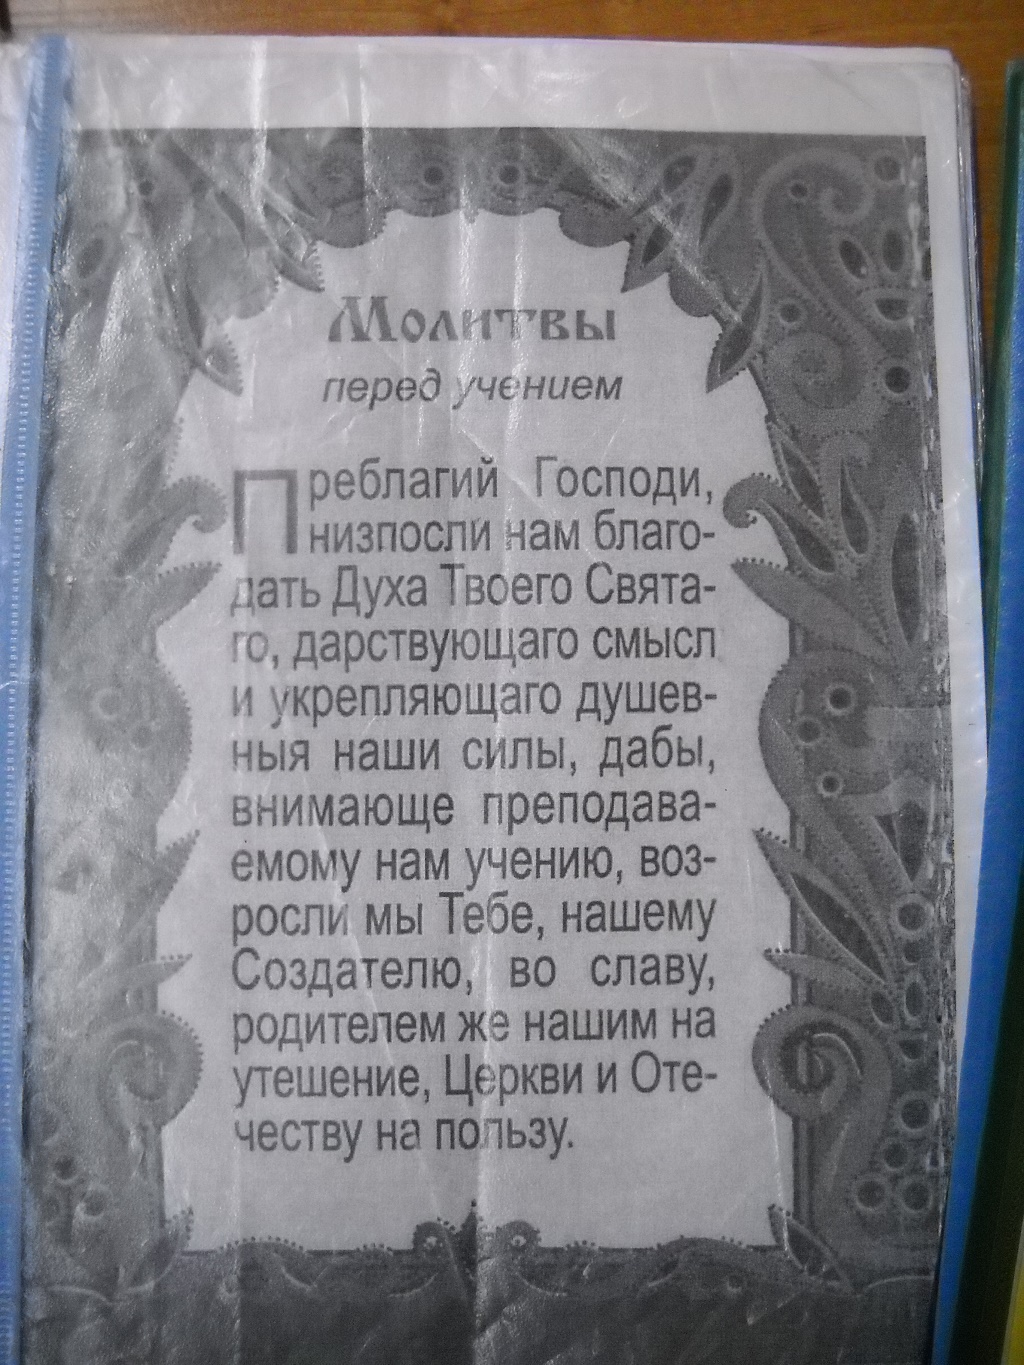 Молитвы
перед учением
Преблагий Господи,
низпосли нам благо-
дать Духа Твоего Свята-
го, дарствующаго смысл
и укрепляющаго душев-
ныя наши силы, дабы,
внимающе преподава-
емому нам учению, воз-
росли мы Тебе, нашему
Создателю, во славу,
родителем же нашим на
утешение, Церкви и Оте-
честву на пользу.